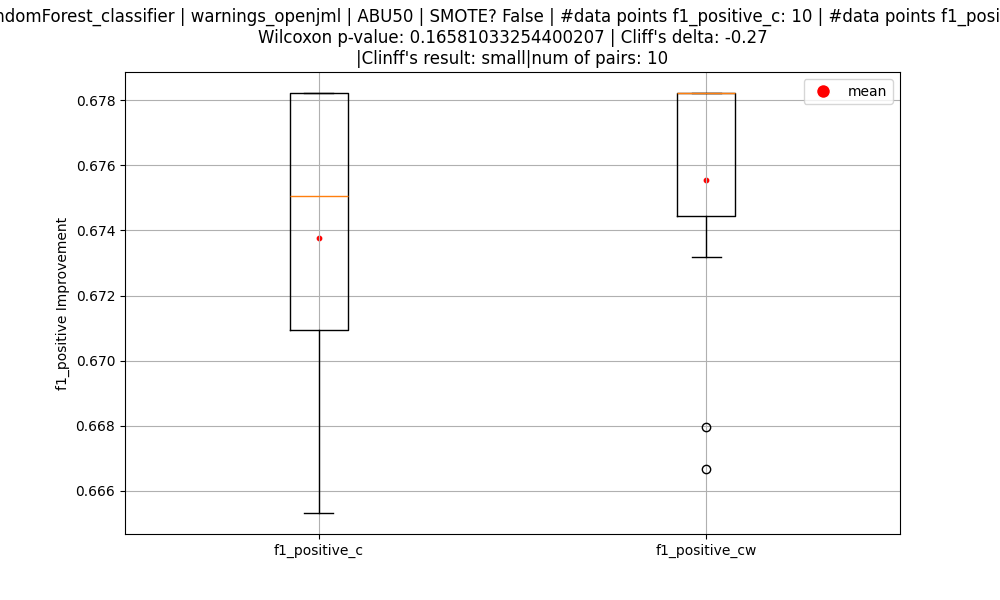 ndomForest_classifier | warnings_openjml | ABU50 | SMOTE? False | #data points f1_positive_c: 10 | #data points f1_posi
Wilcoxon p-value: 0.16581033254400207 | Cliff's delta: -0.27
|Clinff's result: small|num of pairs: 10
mean
0.678
0.676
0.674
0.672
0.670
0.668
0.666
f1_positive Improvement
f1_positive_c
f1_positive_cw